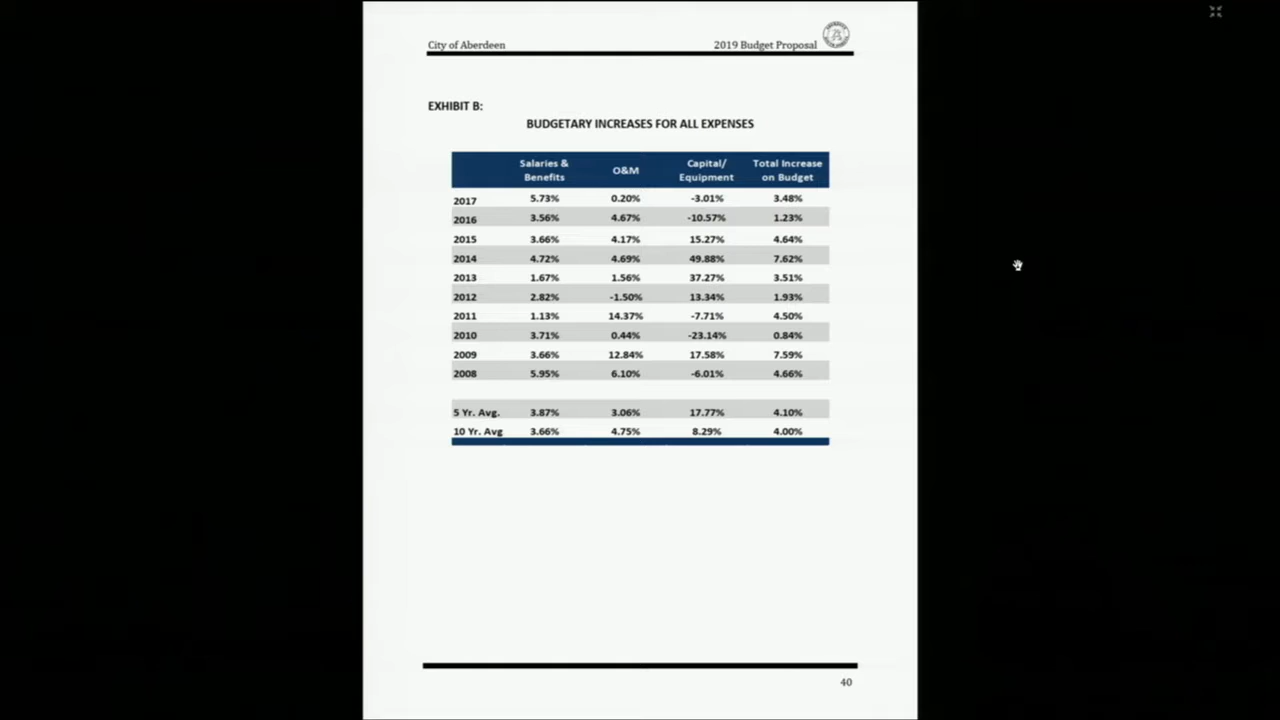 City of Aberdeen 2019 Budget Proposal
EXHIBIT B:
BUDGETARY INCREASES FOR ALL EXPENSES
Salaries & Benefits O&M Capital/ Equipment Total Increase on Budget
2017 5.73% 0.20% -3.01% 3.48%
2016 3.56% 4.67% -10.57% 1.23%
2015 3.66% 4.17% 15.27% 4.64%
2014 4.72% 4.69% 49.88% 7.62%
2013 1.67% 1.56% 37.27% 3.51%
2012 2.82% -1.50% 13.34% 1.93%
2011 1.13% 14.37% -7.71% 4.50%
2010 3.71% 0.44% -23.14% 0.84%
2009 3.66% 12.84% 17.58% 7.59%
2008 5.95% 6.10% -6.01% 4.66%
5 Yr. Avg. 3.87% 3.06% 17.77% 4.10%
10 Yr. Avg 3.66% 4.75% 8.29% 4.00%
40